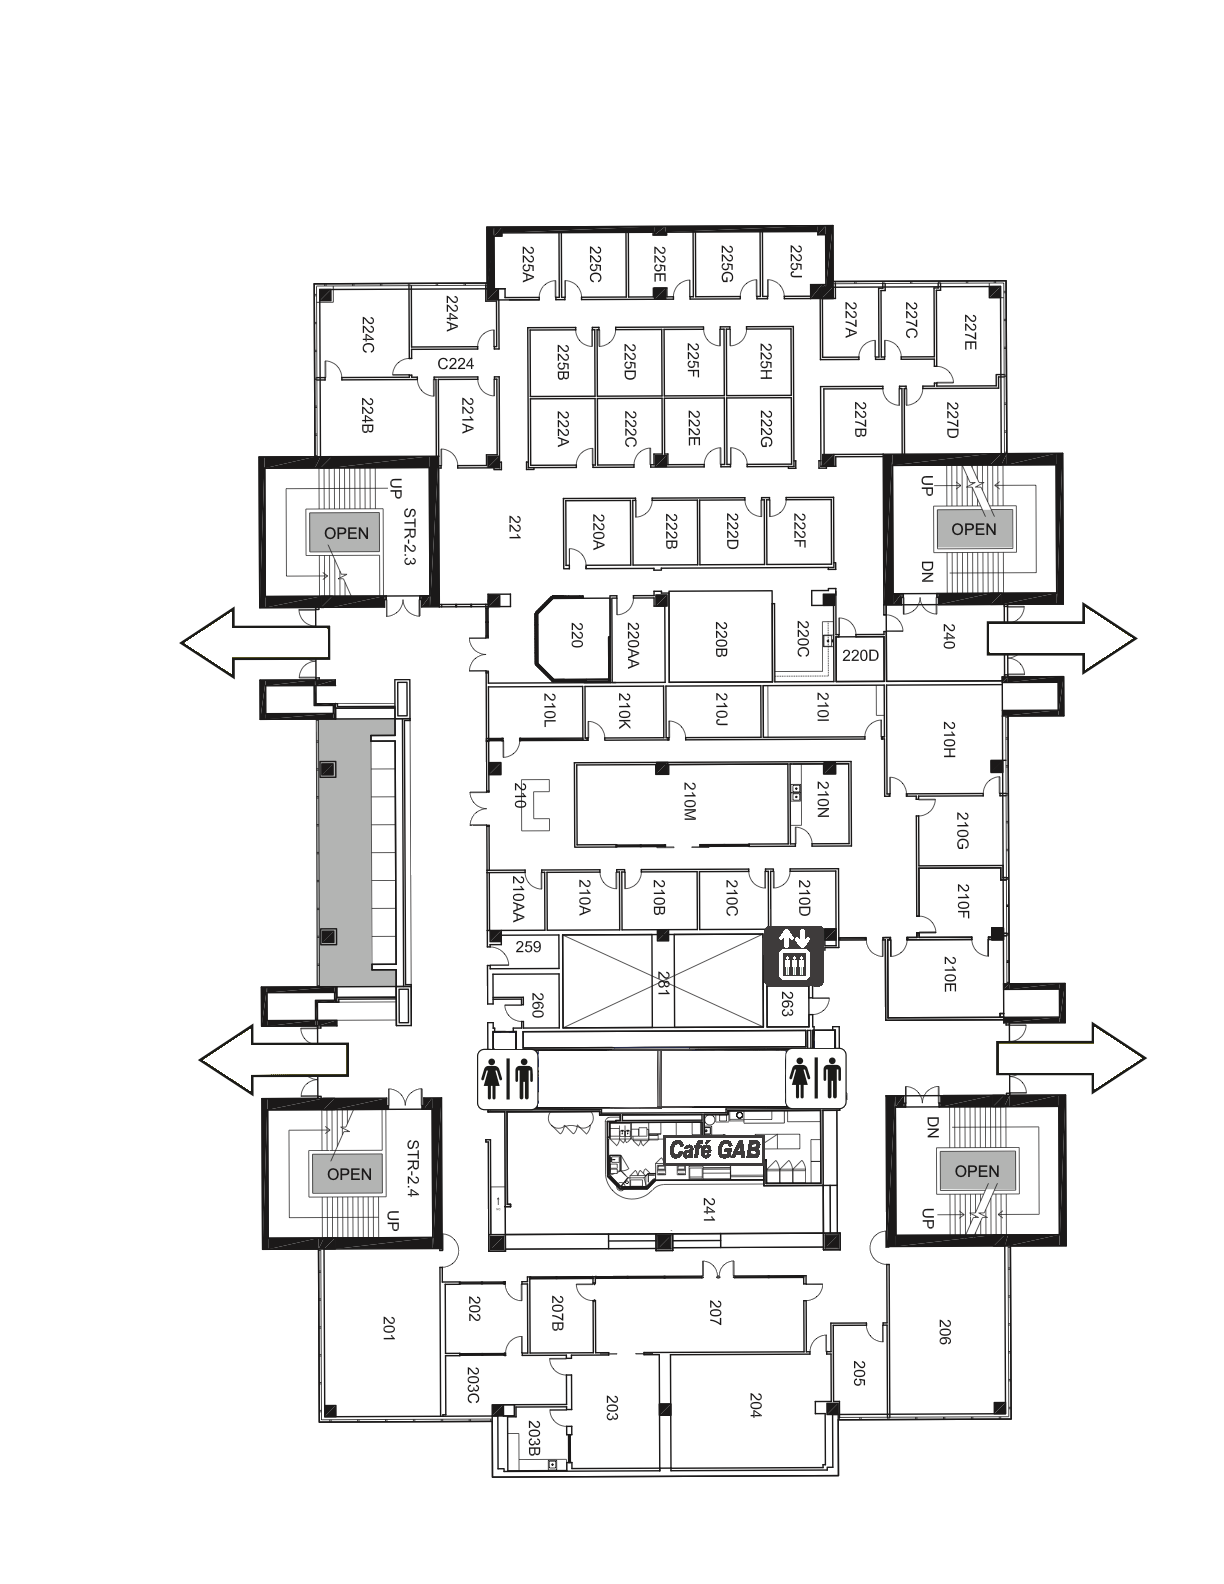 225A
225C
225E
225G
225J
224A
224C
C224
224B
221A
225B
225D
225F
225H
222A
222C
222E
222G
227A
227C
227E
227B
227D
UP
STR-2.3
OPEN
221
220A
222B
222D
222F
UP
OPEN
DN
220
220AA
220B
220C
220D
240
210L
210K
210J
210I
210H
210
210M
210N
210G
210AA
210A
210B
210C
210D
210F
210E
259
260
281
263
Café GAB
241
STR-2.4
OPEN
UP
DN
OPEN
UP
201
202
207B
207
206
203C
203B
203
204
205